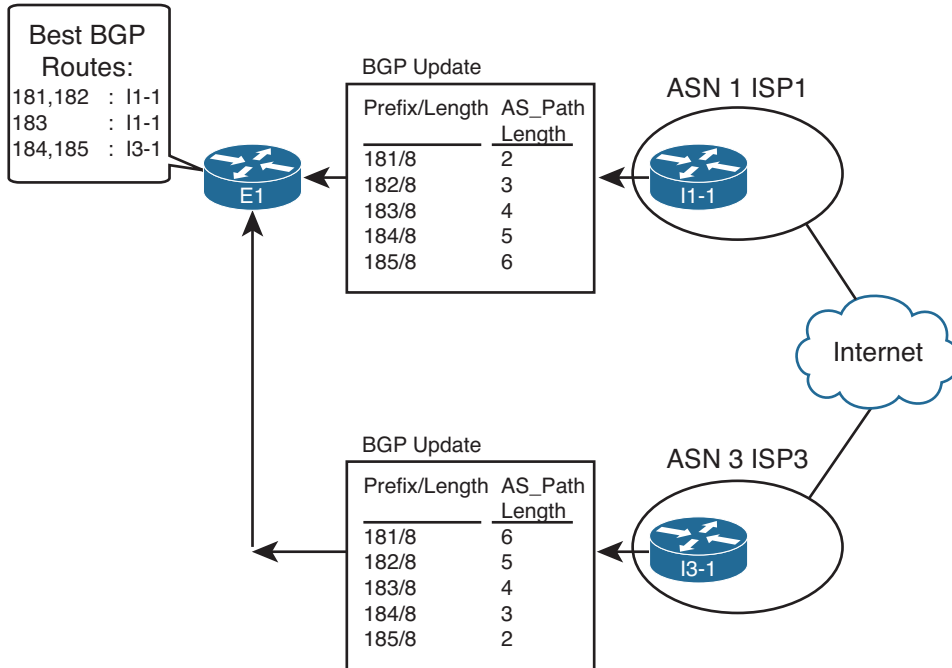 Best BGP
Routes:
181,182 : I1-1
183 : I1-1
184,185 : I3-1
E1
BGP Update
Prefix/Length AS_Path
Length
181/8 2
182/8 3
183/8 4
184/8 5
185/8 6
ASN 1 ISP1
I1-1
Internet
BGP Update
Prefix/Length AS_Path
Length
181/8 6
182/8 5
183/8 4
184/8 3
185/8 2
ASN 3 ISP3
I3-1